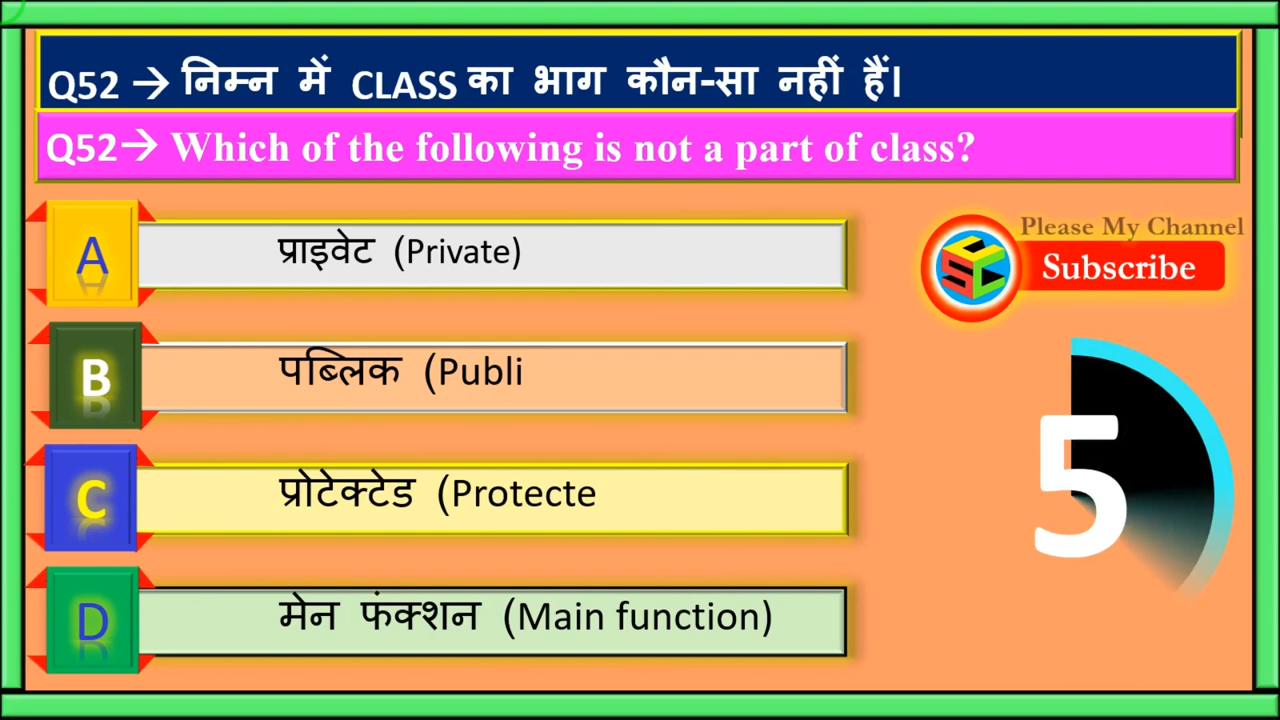 Q52 → निम्न में CLASS का भाग कौन-सा नहीं हैं।
Q52→ Which of the following is not a part of class?
A प्राइवेट (Private)
B पब्लिक (Publi
C प्रोटेक्टेड (Protecte
D मेन फंक्शन (Main function)
Please My Channel
Subscribe
5